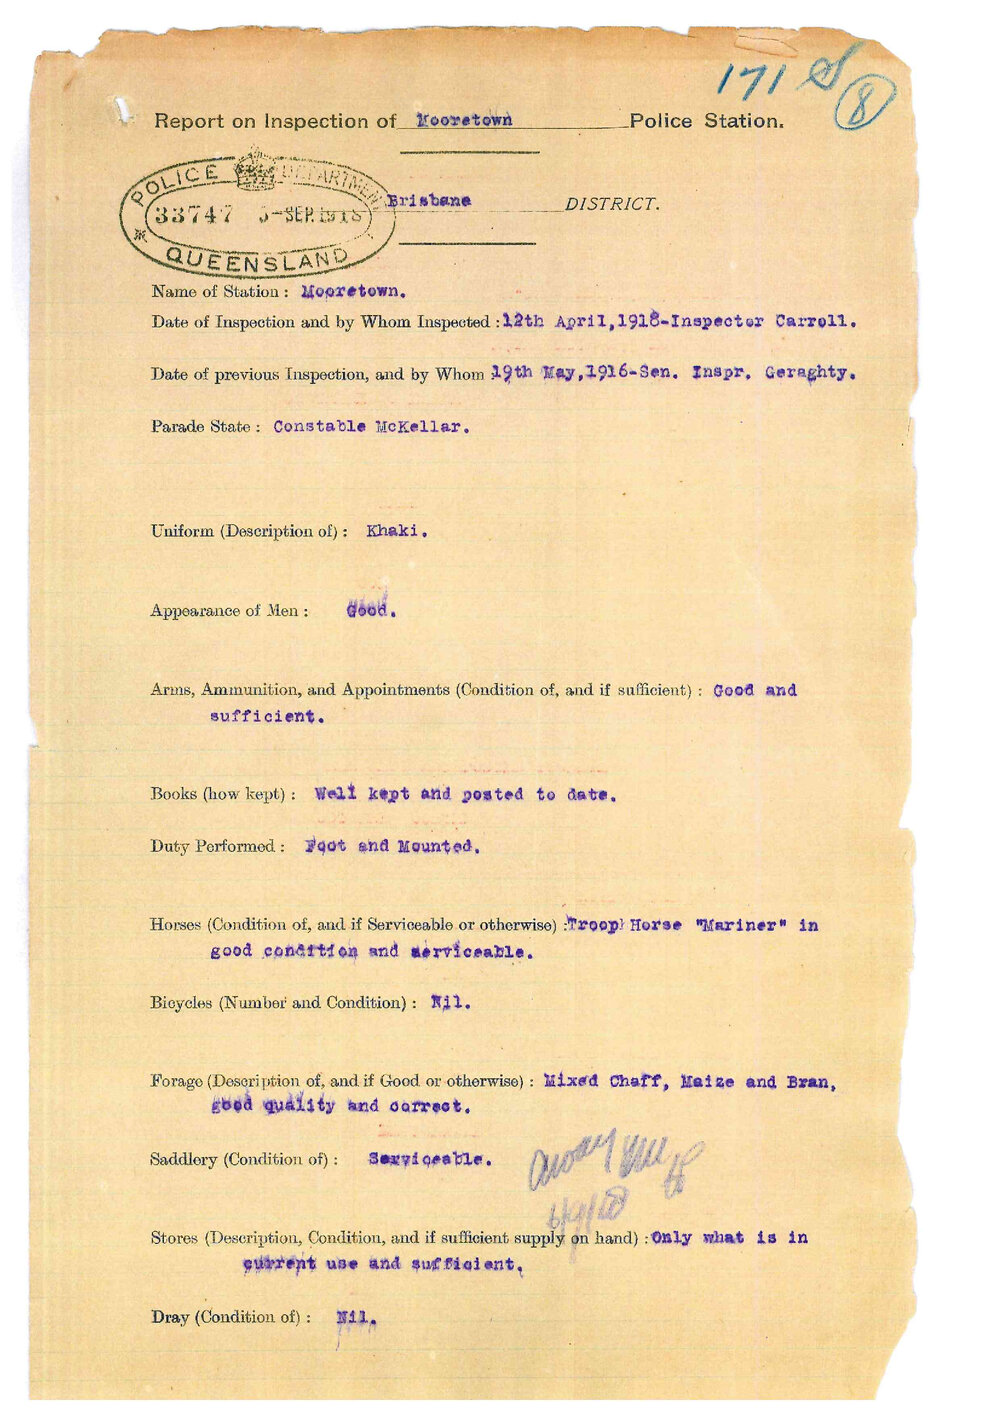 171 S
8
Report on Inspection of Mooretown Police Station.
POLICE DEPARTMENT
33747 5-SEP.1918
QUEENSLAND
Brisbane DISTRICT.
Name of Station : Mooretown.
Date of Inspection and by Whom Inspected : 12th April,1918-Inspector Carroll.
Date of previous Inspection, and by Whom : 19th May,1916-Sen. Inspr. Geraghty.
Parade State : Constable McKellar.
Uniform (Description of) : Khaki.
Appearance of Men : Good.
Arms, Ammunition, and Appointments (Condition of, and if sufficient) : Good and
sufficient.
Books (how kept) : Well kept and posted to date.
Duty Performed : Foot and Mounted.
Horses (Condition of, and if Serviceable or otherwise) : Troop Horse "Mariner" in
good condition and serviceable.
Bicycles (Number and Condition) : Nil.
Forage (Description of, and if Good or otherwise) : Mixed Chaff, Maize and Bran,
good quality and correct.
Saddlery (Condition of) : Serviceable.
Stores (Description, Condition, and if sufficient supply on hand) : Only what is in
current use and sufficient.
Dray (Condition of) : Nil.